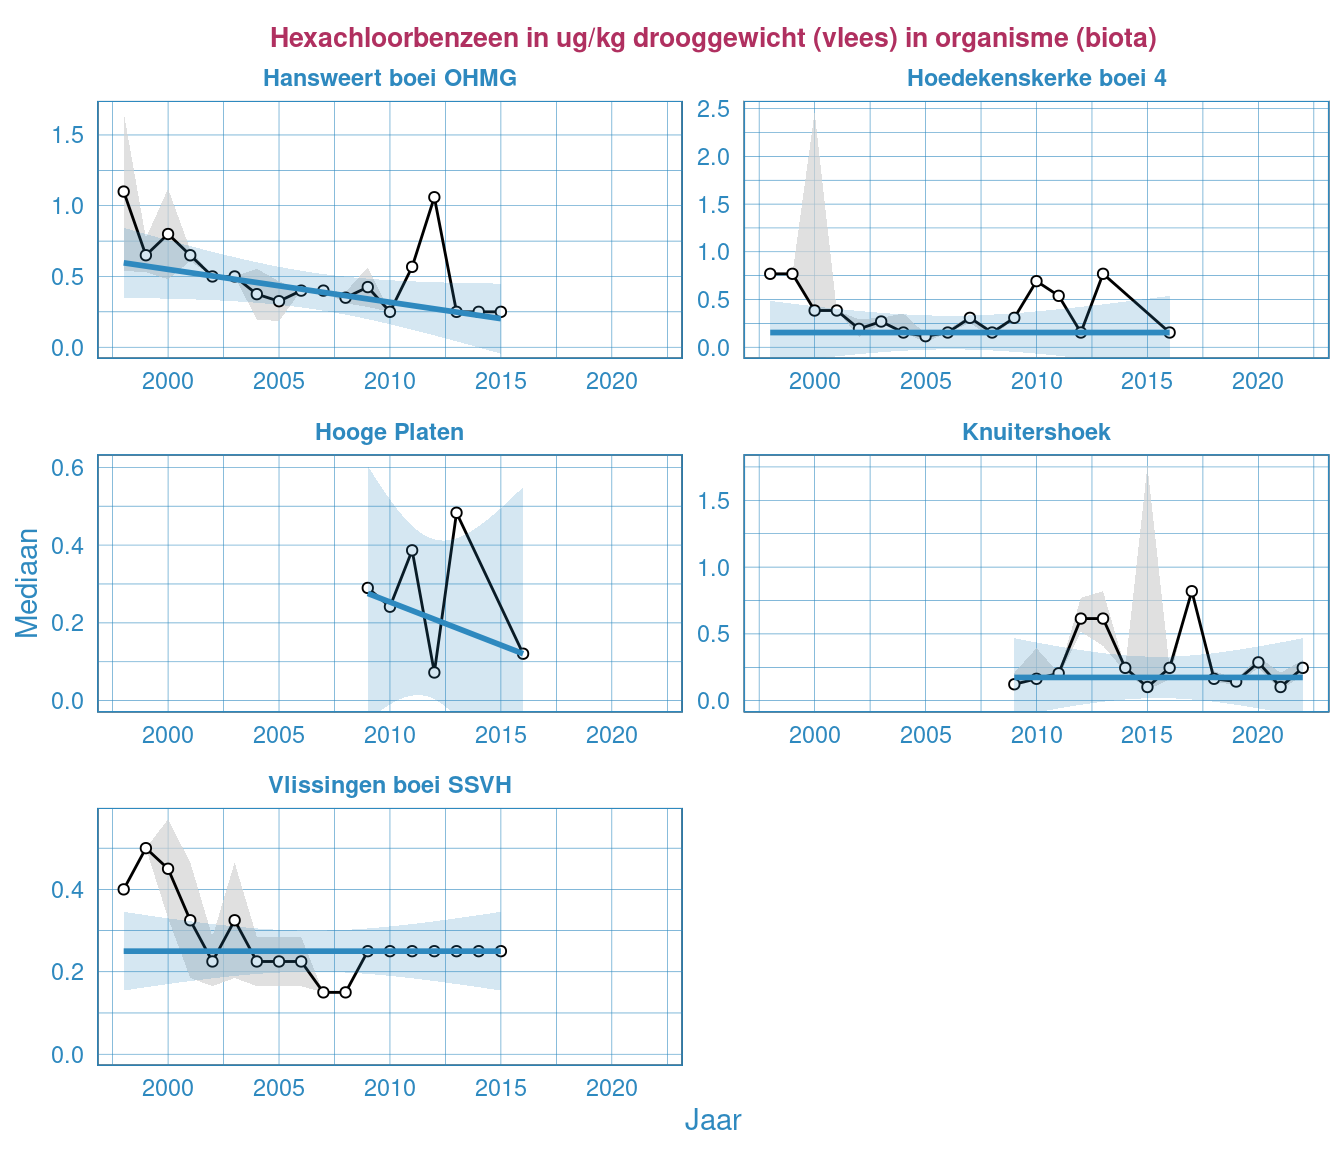 Hexachloorbenzeen in ug/kg drooggewicht (vlees) in organisme (biota)
Hansweert boei OHMG
1.5
1.0
0.5
0.0
2000 2005 2010 2015 2020
Hoedekenskerke boei 4
2.5
2.0
1.5
1.0
0.5
0.0
2000 2005 2010 2015 2020
Mediaan
Hooge Platen
0.6
0.4
0.2
0.0
2000 2005 2010 2015 2020
Knuitershoek
1.5
1.0
0.5
0.0
2000 2005 2010 2015 2020
Vlissingen boei SSVH
0.4
0.2
0.0
2000 2005 2010 2015 2020
Jaar